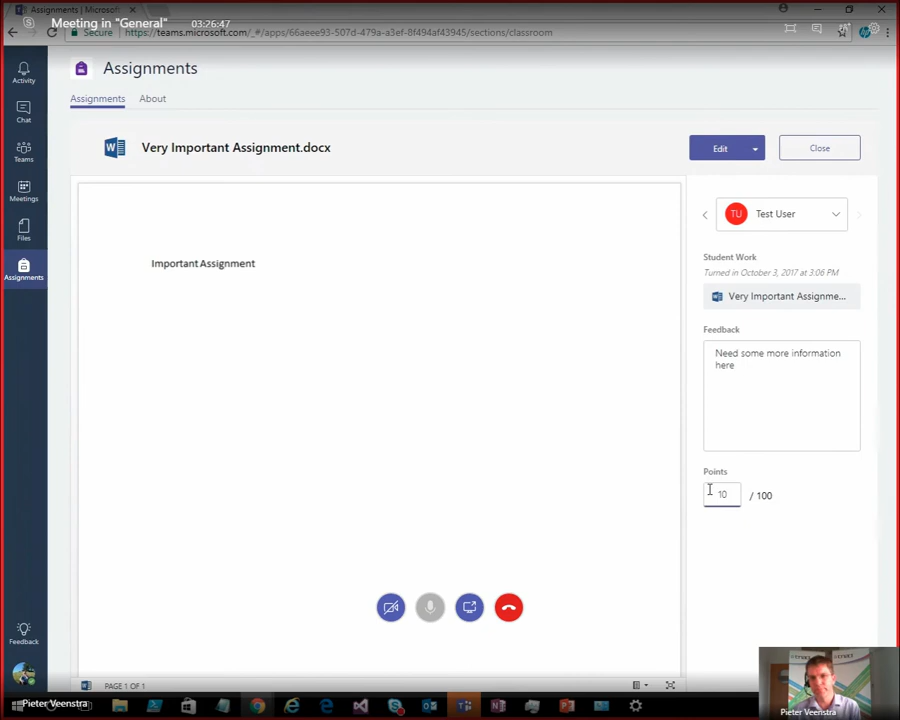 Assignments | Microsoft
Meeting in "General"
03:26:47
Secure
https://teams.microsoft.com/_#/apps/66aeee93-507d-479a-a3ef-8f494af43945/sections/classroom
Activity
Chat
Teams
Meetings
Files
Assignments
Feedback
Assignments
Assignments
About
Very Important Assignment.docx
Edit
Close
Important Assignment
TU
Test User
Student Work
Turned in October 3, 2017 at 3:06 PM
Very Important Assignme...
Feedback
Need some more information
here
Points
10
/ 100
PAGE 1 OF 1
Pieter Veenstra
Pieter Veenstra